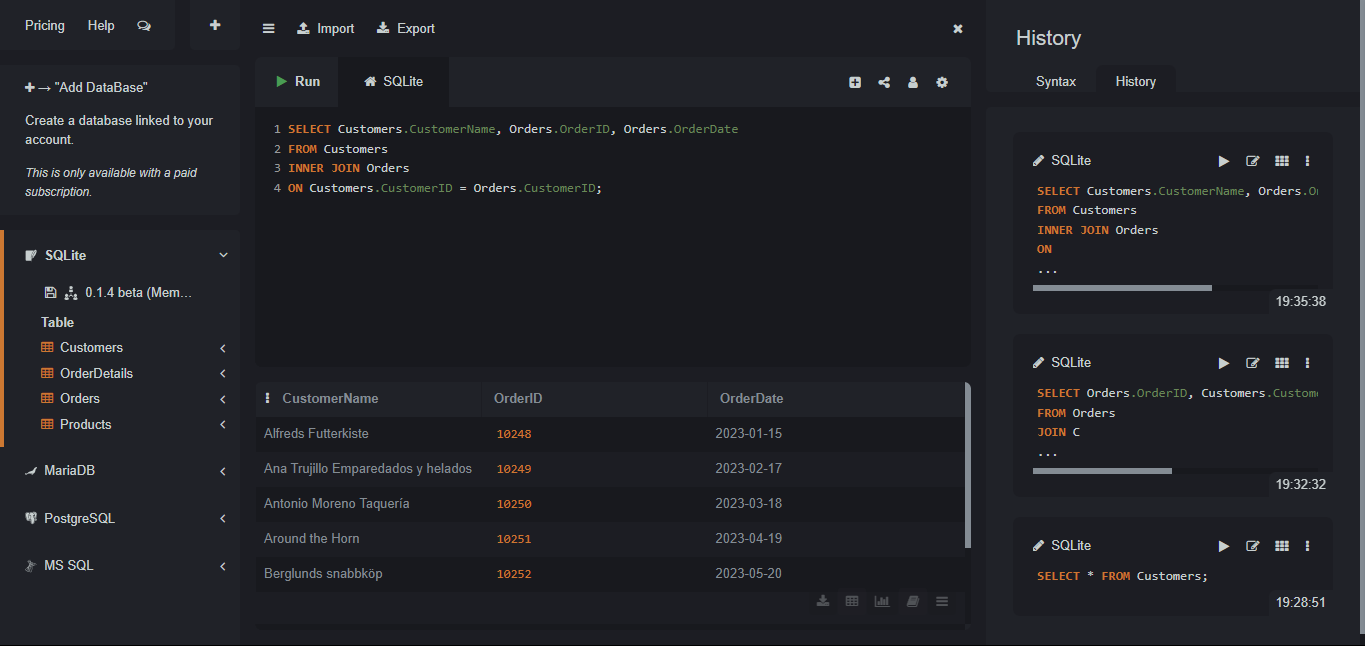 Pricing Help
Import Export
History
Syntax History
"Add DataBase"
Create a database linked to your
account.
This is only available with a paid
subscription.
SQLite
0.1.4 beta (Mem...
Table
Customers
OrderDetails
Orders
Products
MariaDB
PostgreSQL
MS SQL
Run SQLite
1 SELECT Customers.CustomerName, Orders.OrderID, Orders.OrderDate
2 FROM Customers
3 INNER JOIN Orders
4 ON Customers.CustomerID = Orders.CustomerID;
CustomerName OrderID OrderDate
Alfreds Futterkiste 10248 2023-01-15
Ana Trujillo Emparedados y helados 10249 2023-02-17
Antonio Moreno Taquería 10250 2023-03-18
Around the Horn 10251 2023-04-19
Berglunds snabbköp 10252 2023-05-20
SQLite
SELECT Customers.CustomerName, Orders.Or
FROM Customers
INNER JOIN Orders
ON
...
19:35:38
SQLite
SELECT Orders.OrderID, Customers.Custome
FROM Orders
JOIN C
...
19:32:32
SQLite
SELECT * FROM Customers;
19:28:51